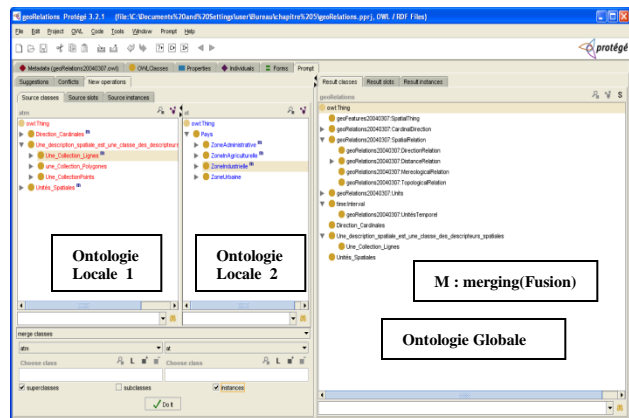 geoRelations Protégé 3.2.1 (file:\C:\Documents%20and%20Settings\user\Bureau\chapitre%205\geoRelations.pprj, OWL / RDF Files)
File Edit Project OWL Code Tools Window Prompt Help
protégé
Metadata (geoRelations20040307.owl) OWLClasses Properties Individuals Forms Prompt
Suggestions Conflicts New operations
Source classes Source slots Source instances
atm
owl:Thing
Direction_Cardinales
Une_description_spatiale_est_une_classe_des_descripteurs
Une_Collection_Lignes
une_Collection_Polygones
Une_CollectionPoints
Unités_Spatiales
at
owl:Thing
Pays
ZoneAdministrative
ZoneAgriculturelle
ZoneIndustrielle
ZoneUrbaine
Ontologie
Locale 1
Ontologie
Locale 2
merge classes
atm
at
Choose class
Choose class
superclasses subclasses instances
Do It
Result classes Result slots Result instances
geoRelations
owl:Thing
geoFeatures20040307:SpatialThing
geoRelations20040307:CardinalDirection
geoRelations20040307:SpatialRelation
geoRelations20040307:DirectionRelation
geoRelations20040307:DistanceRelation
geoRelations20040307:MereologicalRelation
geoRelations20040307:TopologicalRelation
geoRelations20040307:Units
time:Interval
geoRelations20040307:UnitésTemporel
Direction_Cardinales
Une_description_spatiale_est_une_classe_des_descripteurs_spatiales
Une_Collection_Lignes
Unités_Spatiales
M : merging(Fusion)
Ontologie Globale